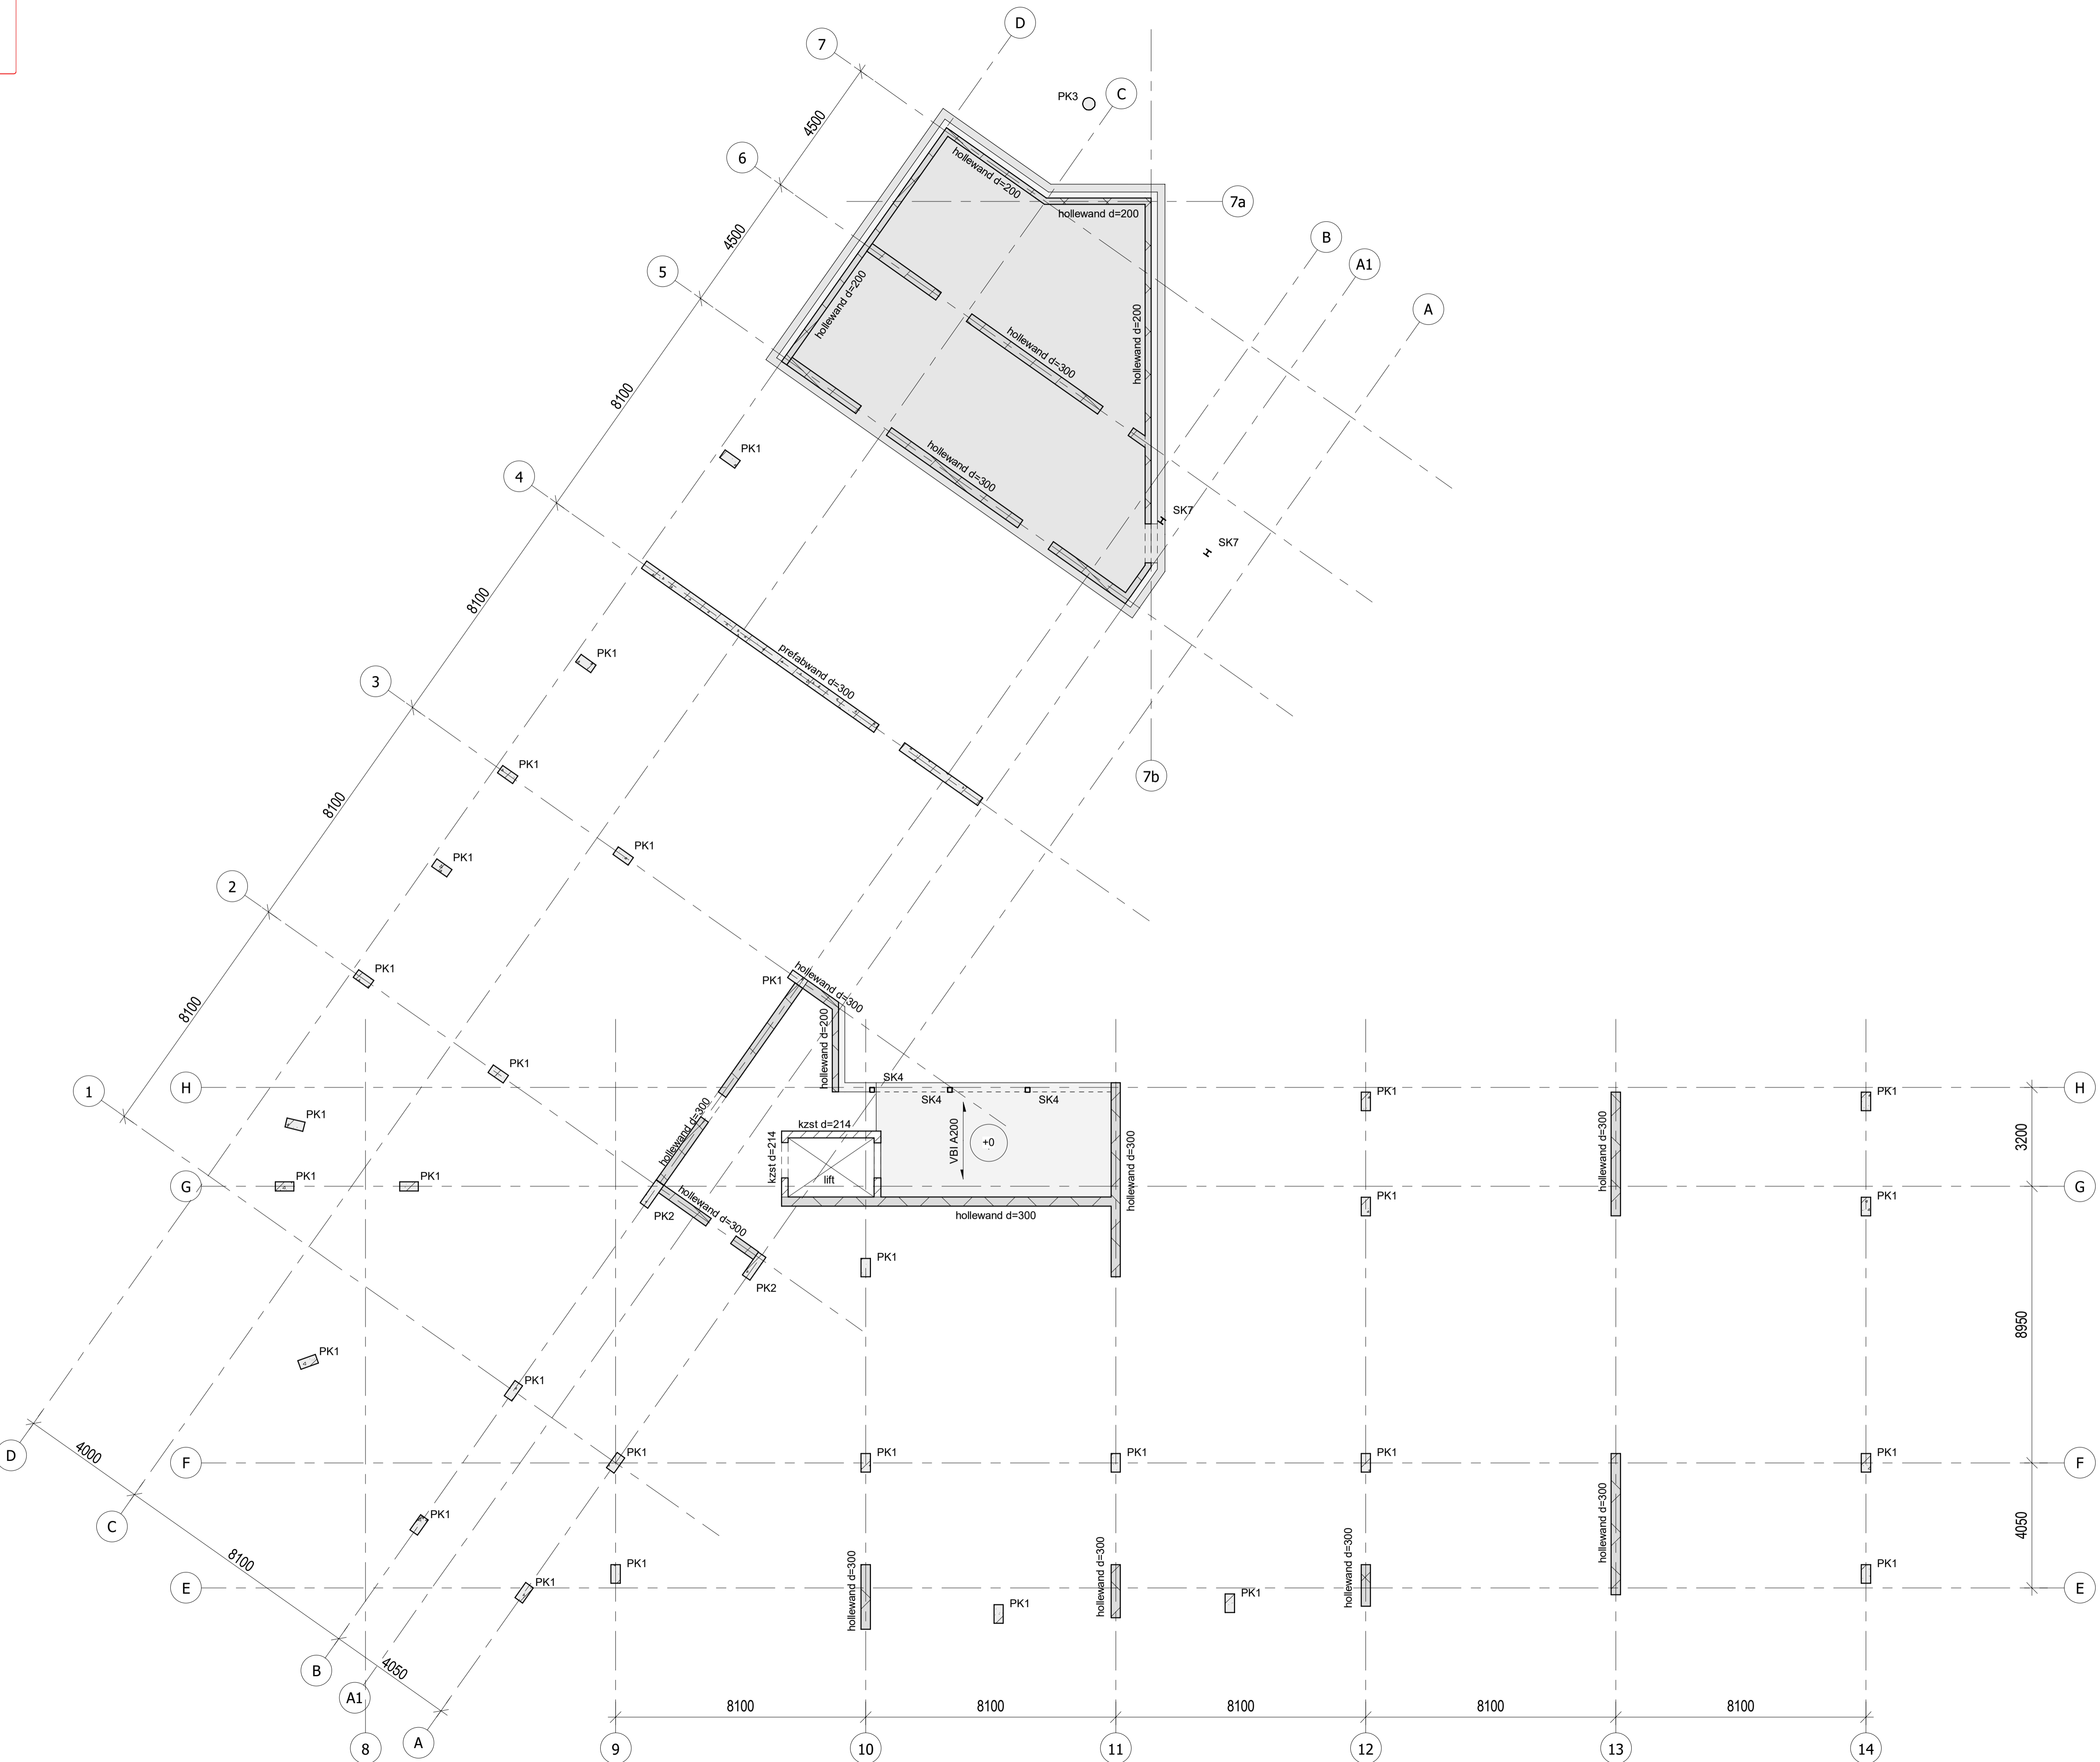 D
7
C
PK3
4500
6
hollewand d=200
7a
hollewand d=200
4500
B
A1
5
hollewand d=200
hollewand d=200
A
hollewand d=300
8100
PK1
hollewand d=300
4
SK7
SK7
8100
PK1
prefabwand d=300
3
PK1
7b
8100
PK1
PK1
2
PK1
PK1
hollewand d=300
8100
PK1
hollewand d=200
1
H
SK4
SK4
SK4
H
PK1
PK1
PK1
hollewand d=300
kzst d=214
kzst d=214
VBI A200
+0
hollewand d=300
hollewand d=300
3200
lift
G
PK1
PK1
G
PK1
PK1
PK2
hollewand d=300
hollewand d=300
PK1
PK2
PK1
8950
PK1
D
4000
F
PK1
PK1
PK1
PK1
PK1
F
C
PK1
hollewand d=300
4050
8100
E
PK1
PK1
hollewand d=300
PK1
hollewand d=300
PK1
hollewand d=300
PK1
E
B
4050
A1
8100
8100
8100
8100
8100
A
8
9
10
11
12
13
14